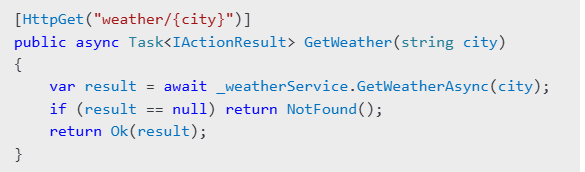 [HttpGet("weather/{city}")]
public async Task<IActionResult> GetWeather(string city)
{
    var result = await _weatherService.GetWeatherAsync(city);
    if (result == null) return NotFound();
    return Ok(result);
}